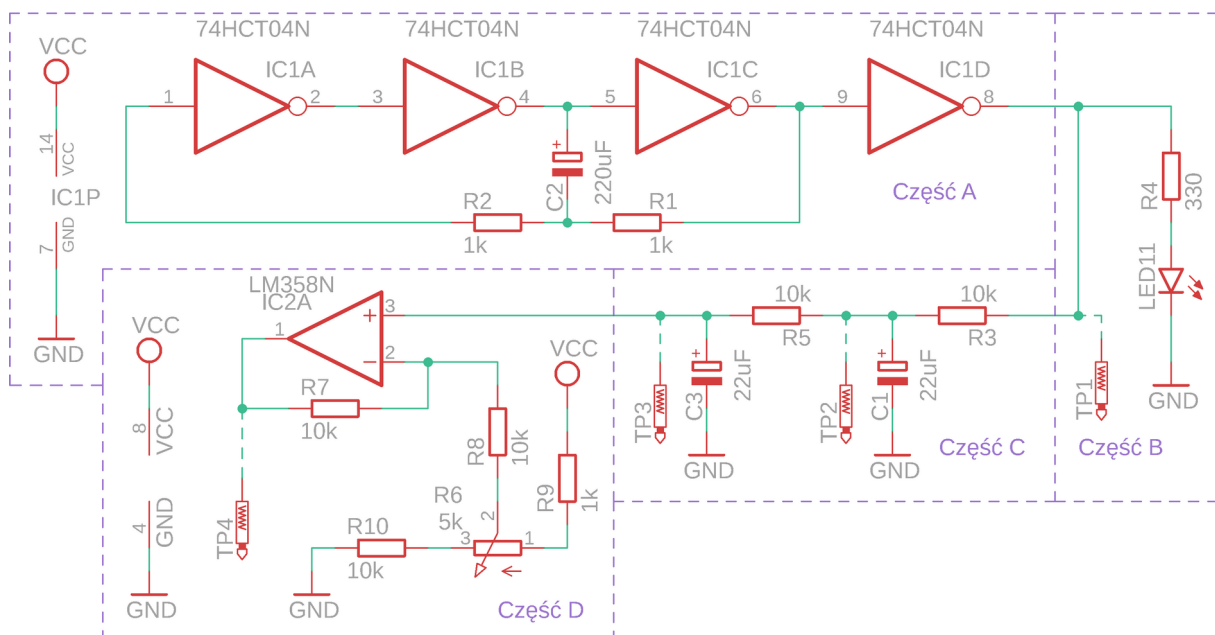 74HCT04N
74HCT04N
74HCT04N
74HCT04N
VCC
IC1A
IC1B
IC1C
IC1D
1
2
3
4
5
6
9
8
14
VCC
IC1P
7
GND
GND
+
C2
220uF
R2
1k
R1
1k
Część A
R4
330
LED11
GND
LM358N
IC2A
1
+
3
-
2
VCC
8
VCC
4
GND
GND
R7
10k
TP4
R8
10k
VCC
R9
1k
R6
5k
2
3
1
R10
10k
GND
Część D
10k
R5
10k
R3
TP3
+
C3
22uF
GND
TP2
+
C1
22uF
GND
Część C
TP1
Część B